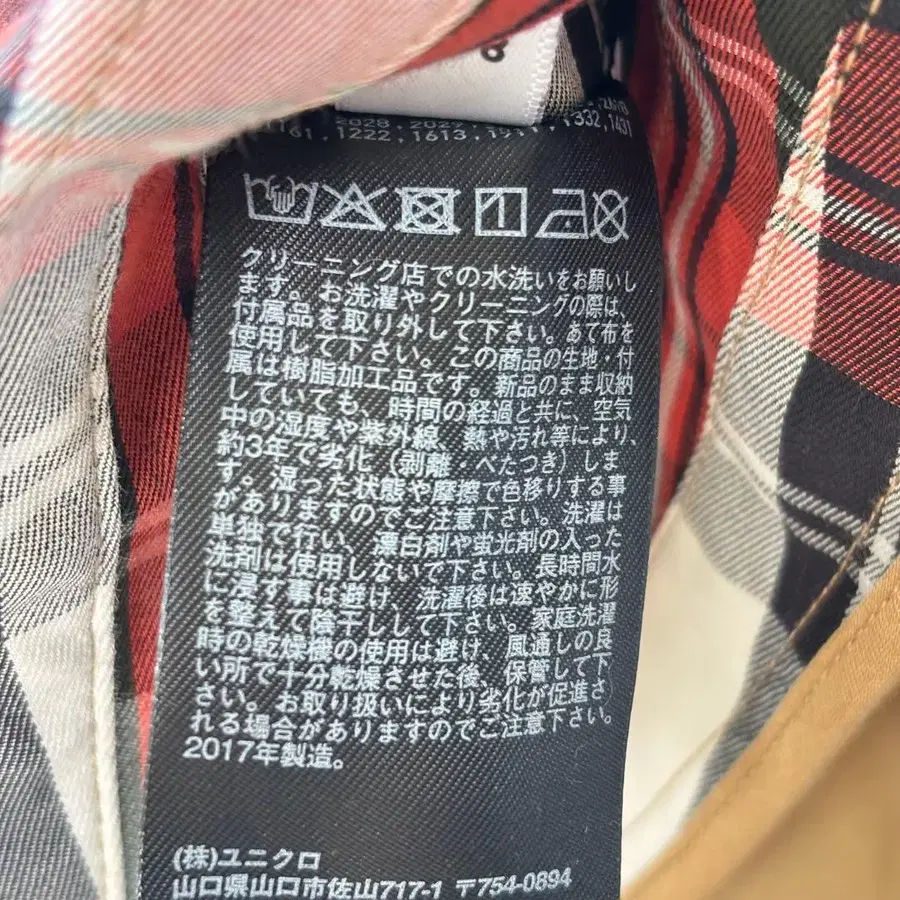 8
2028,202
61,1222,1613,1911,1332,1431
クリーニング店での水洗いをお願いし
ます。お洗濯やクリーニングの際は、
付属品を取り外して下さい。あて布を
使用して下さい。この商品の生地・付
属は樹脂加工品です。新品のまま収納
していても、時間の経過と共に、空気
中の湿度や紫外線、熱や汚れ等により、
約3年で劣化（剥離・べたつき）しま
す。湿った状態や摩擦で色移りする事
がありますのでご注意下さい。洗濯は
単独で行い、漂白剤や蛍光剤の入った
洗剤は使用しないで下さい。長時間水
に浸す事は避け、洗濯後は速やかに形
を整えて陰干しして下さい。家庭洗濯
時の乾燥機の使用は避け、風通しの良
い所で十分乾燥させた後、保管して下
さい。お取り扱いにより劣化が促進さ
れる場合がありますのでご注意下さい。
2017年製造。
(株)ユニクロ
山口県山口市佐山717-1 〒754-0894